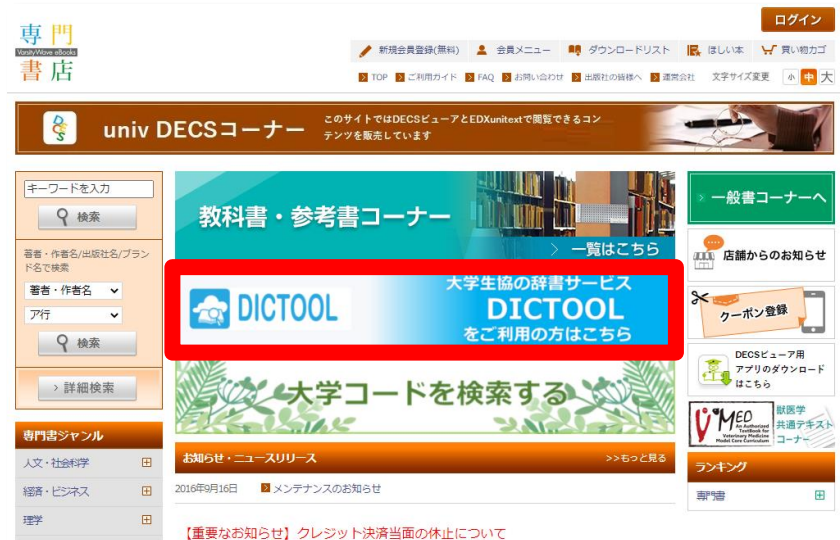 専門
VarsityWave eBooks
書店
ログイン
新規会員登録(無料) 会員メニュー ダウンロードリスト ほしい本 買い物カゴ
TOP ご利用ガイド FAQ お問い合わせ 出版社の皆様へ 運営会社 文字サイズ変更 小 中 大
univ DECSコーナー
このサイトではDECSビューアとEDXunitextで閲覧できるコン
テンツを販売しています
キーワードを入力
検索
著者・作者名/出版社名/ブラン
ド名で検索
著者・作者名
ア行
検索
詳細検索
専門書ジャンル
人文・社会科学
経済・ビジネス
理学
教科書・参考書コーナー
一覧はこちら
DICTOOL
大学生協の辞書サービス
DICTOOL
をご利用の方はこちら
大学コードを検索する
お知らせ・ニュースリリース >>もっと見る
2016年9月16日 メンテナンスのお知らせ
【重要なお知らせ】クレジット決済当面の休止について
一般書コーナーへ
店舗からのお知らせ
クーポン登録
DECSビューア用
アプリのダウンロード
はこちら
MED
An Authorized
TextBook for
Veterinary Medicine
Model Core Curriculum
獣医学
共通テキスト
コーナー
ランキング
専門書